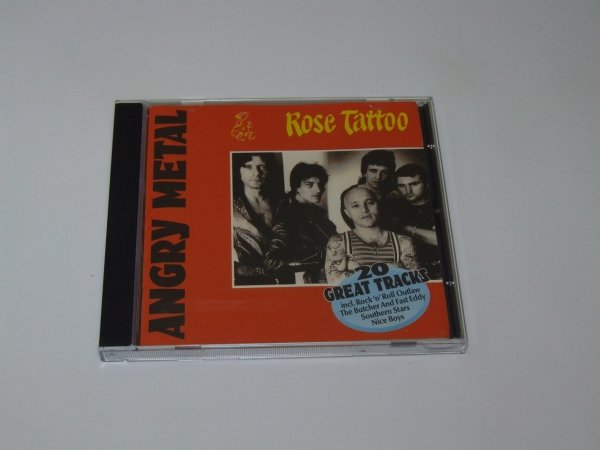 ANGRY METAL
Rose Tattoo
20
GREAT TRACKS
incl. Rock 'n' Roll Outlaw
The Butcher And Fast Eddy
Southern Stars
Nice Boys